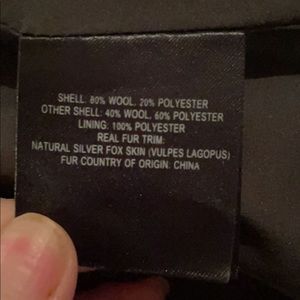 SHELL: 80% WOOL. 20% POLYESTER
OTHER SHELL: 40% WOOL. 60% POLYESTER
LINING: 100% POLYESTER
REAL FUR TRIM:
NATURAL SILVER FOX SKIN (VULPES LAGOPUS)
FUR COUNTRY OF ORIGIN: CHINA